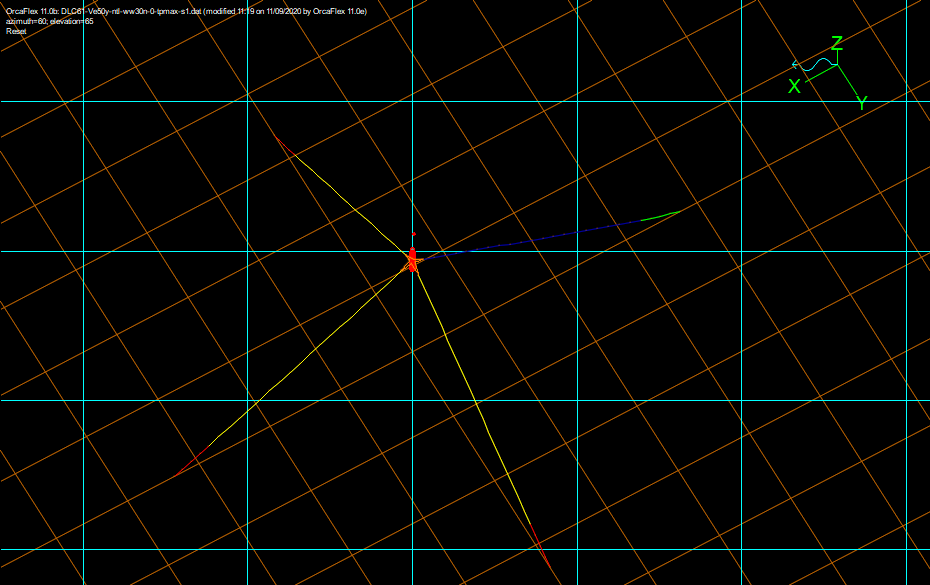 OrcaFlex 11.0b: DLC61-Ve50y-ntl-ww30n-0-tpmax-s1.dat (modified 11:19 on 11/09/2020 by OrcaFlex 11.0e)
azimuth=60; elevation=65
Reset
Z
X
Y